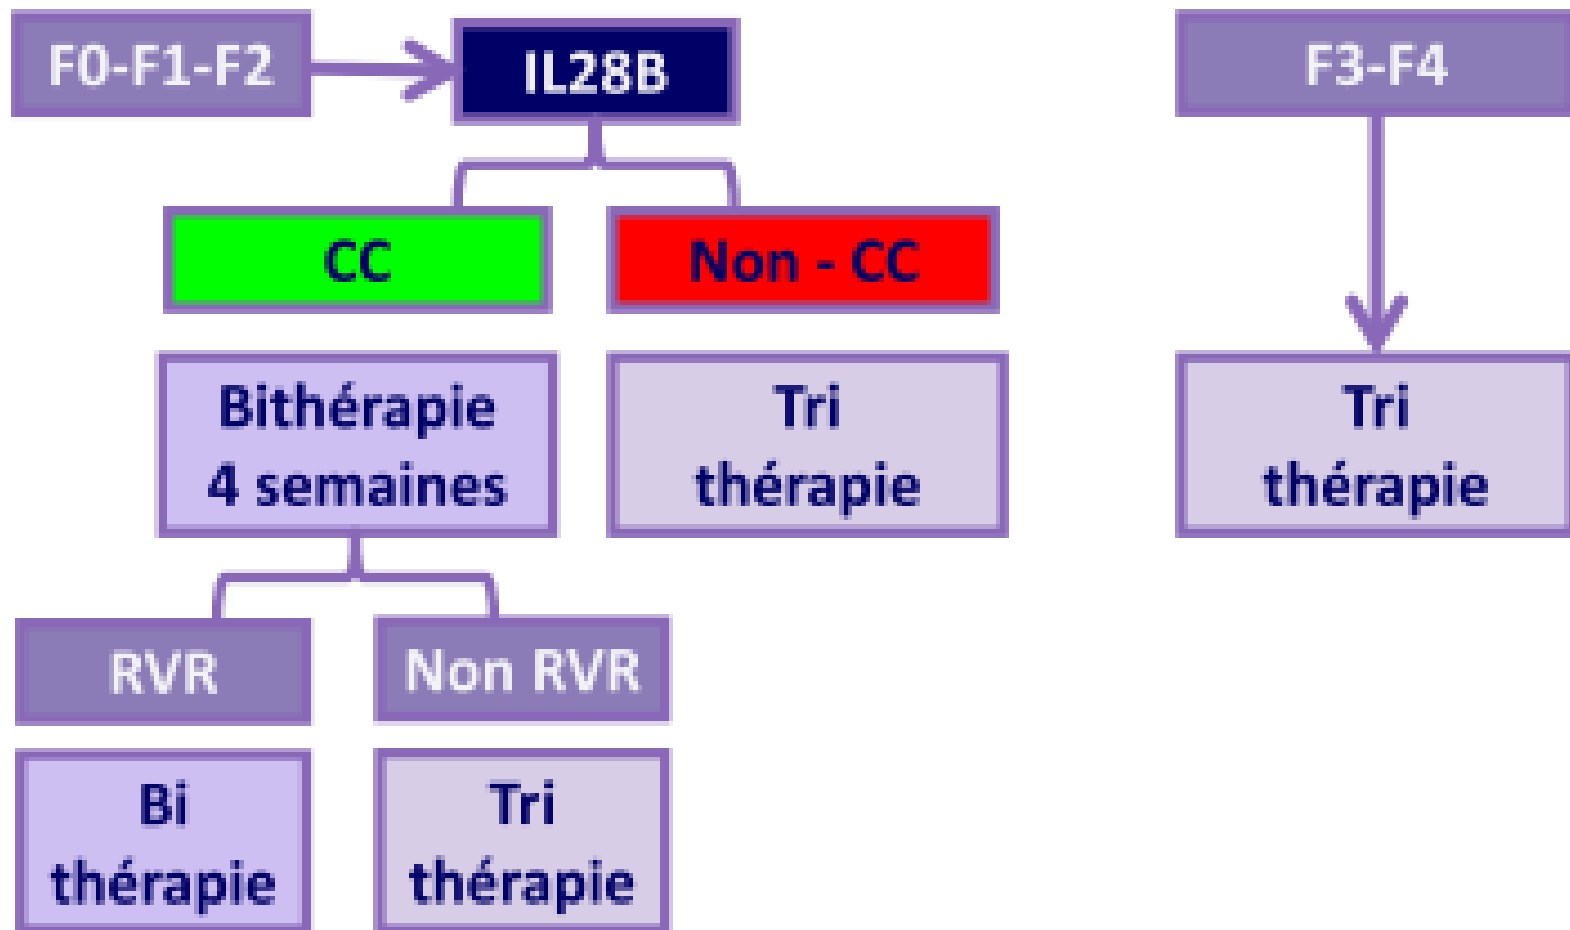 F0-F1-F2
IL28B
F3-F4
CC
Non - CC
Bithérapie
4 semaines
Tri
thérapie
Tri
thérapie
RVR
Non RVR
Bi
thérapie
Tri
thérapie